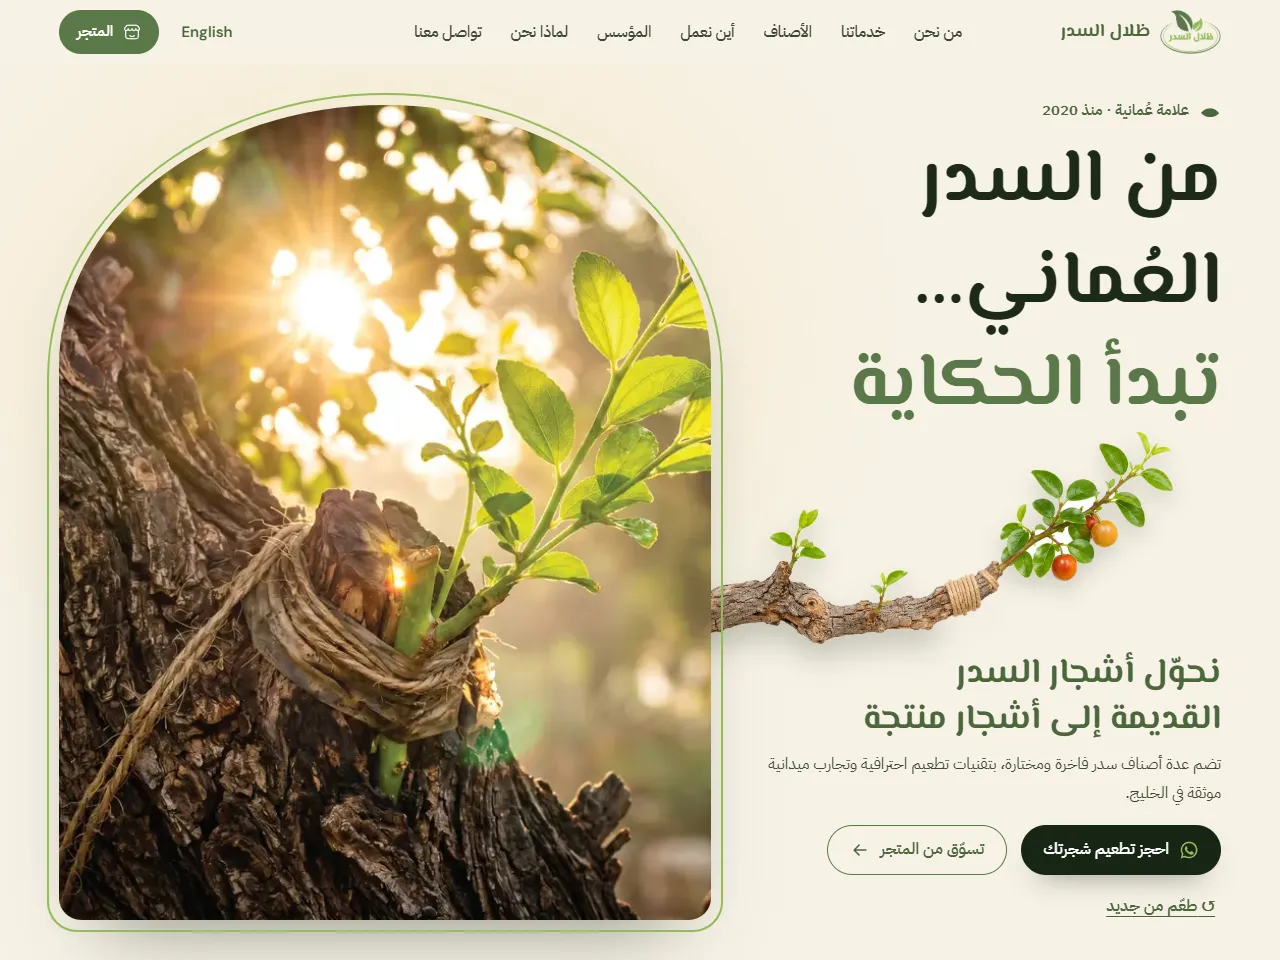 ظلال السدر
ظلال السدر
من نحن
خدماتنا
الأصناف
أين نعمل
المؤسس
لماذا نحن
تواصل معنا
English
المتجر
علامة عُمانية · منذ 2020
من السدر
العُماني...
تبدأ الحكاية
نحوّل أشجار السدر
القديمة إلى أشجار منتجة
تضم عدة أصناف سدر فاخرة ومختارة، بتقنيات تطعيم احترافية وتجارب ميدانية
موثقة في الخليج.
احجز تطعيم شجرتك
تسوّق من المتجر ←
↺ طعّم من جديد